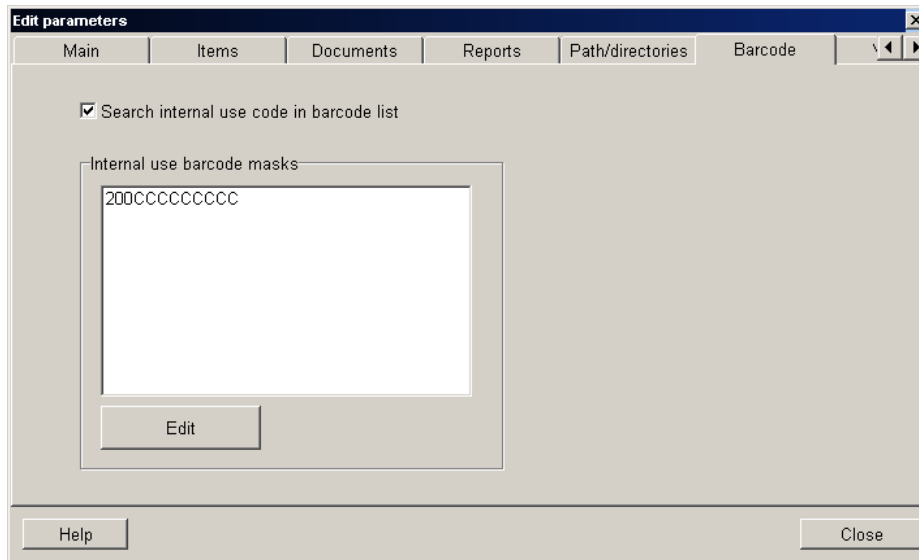 Edit parameters
Main Items Documents Reports Path/directories Barcode
Search internal use code in barcode list
Internal use barcode masks
200CCCCCCCCC
Edit
Help Close